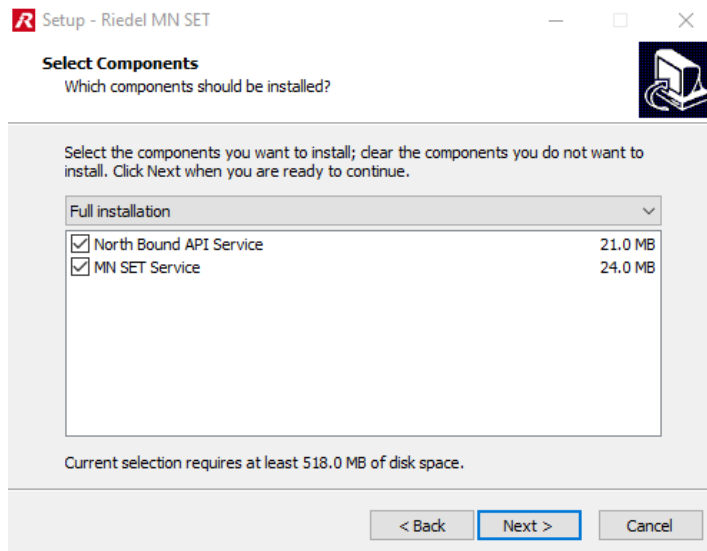 Setup - Riedel MN SET
Select Components
Which components should be installed?
Select the components you want to install; clear the components you do not want to
install. Click Next when you are ready to continue.
Full installation
North Bound API Service 21.0 MB
MN SET Service 24.0 MB
Current selection requires at least 518.0 MB of disk space.
< Back Next > Cancel